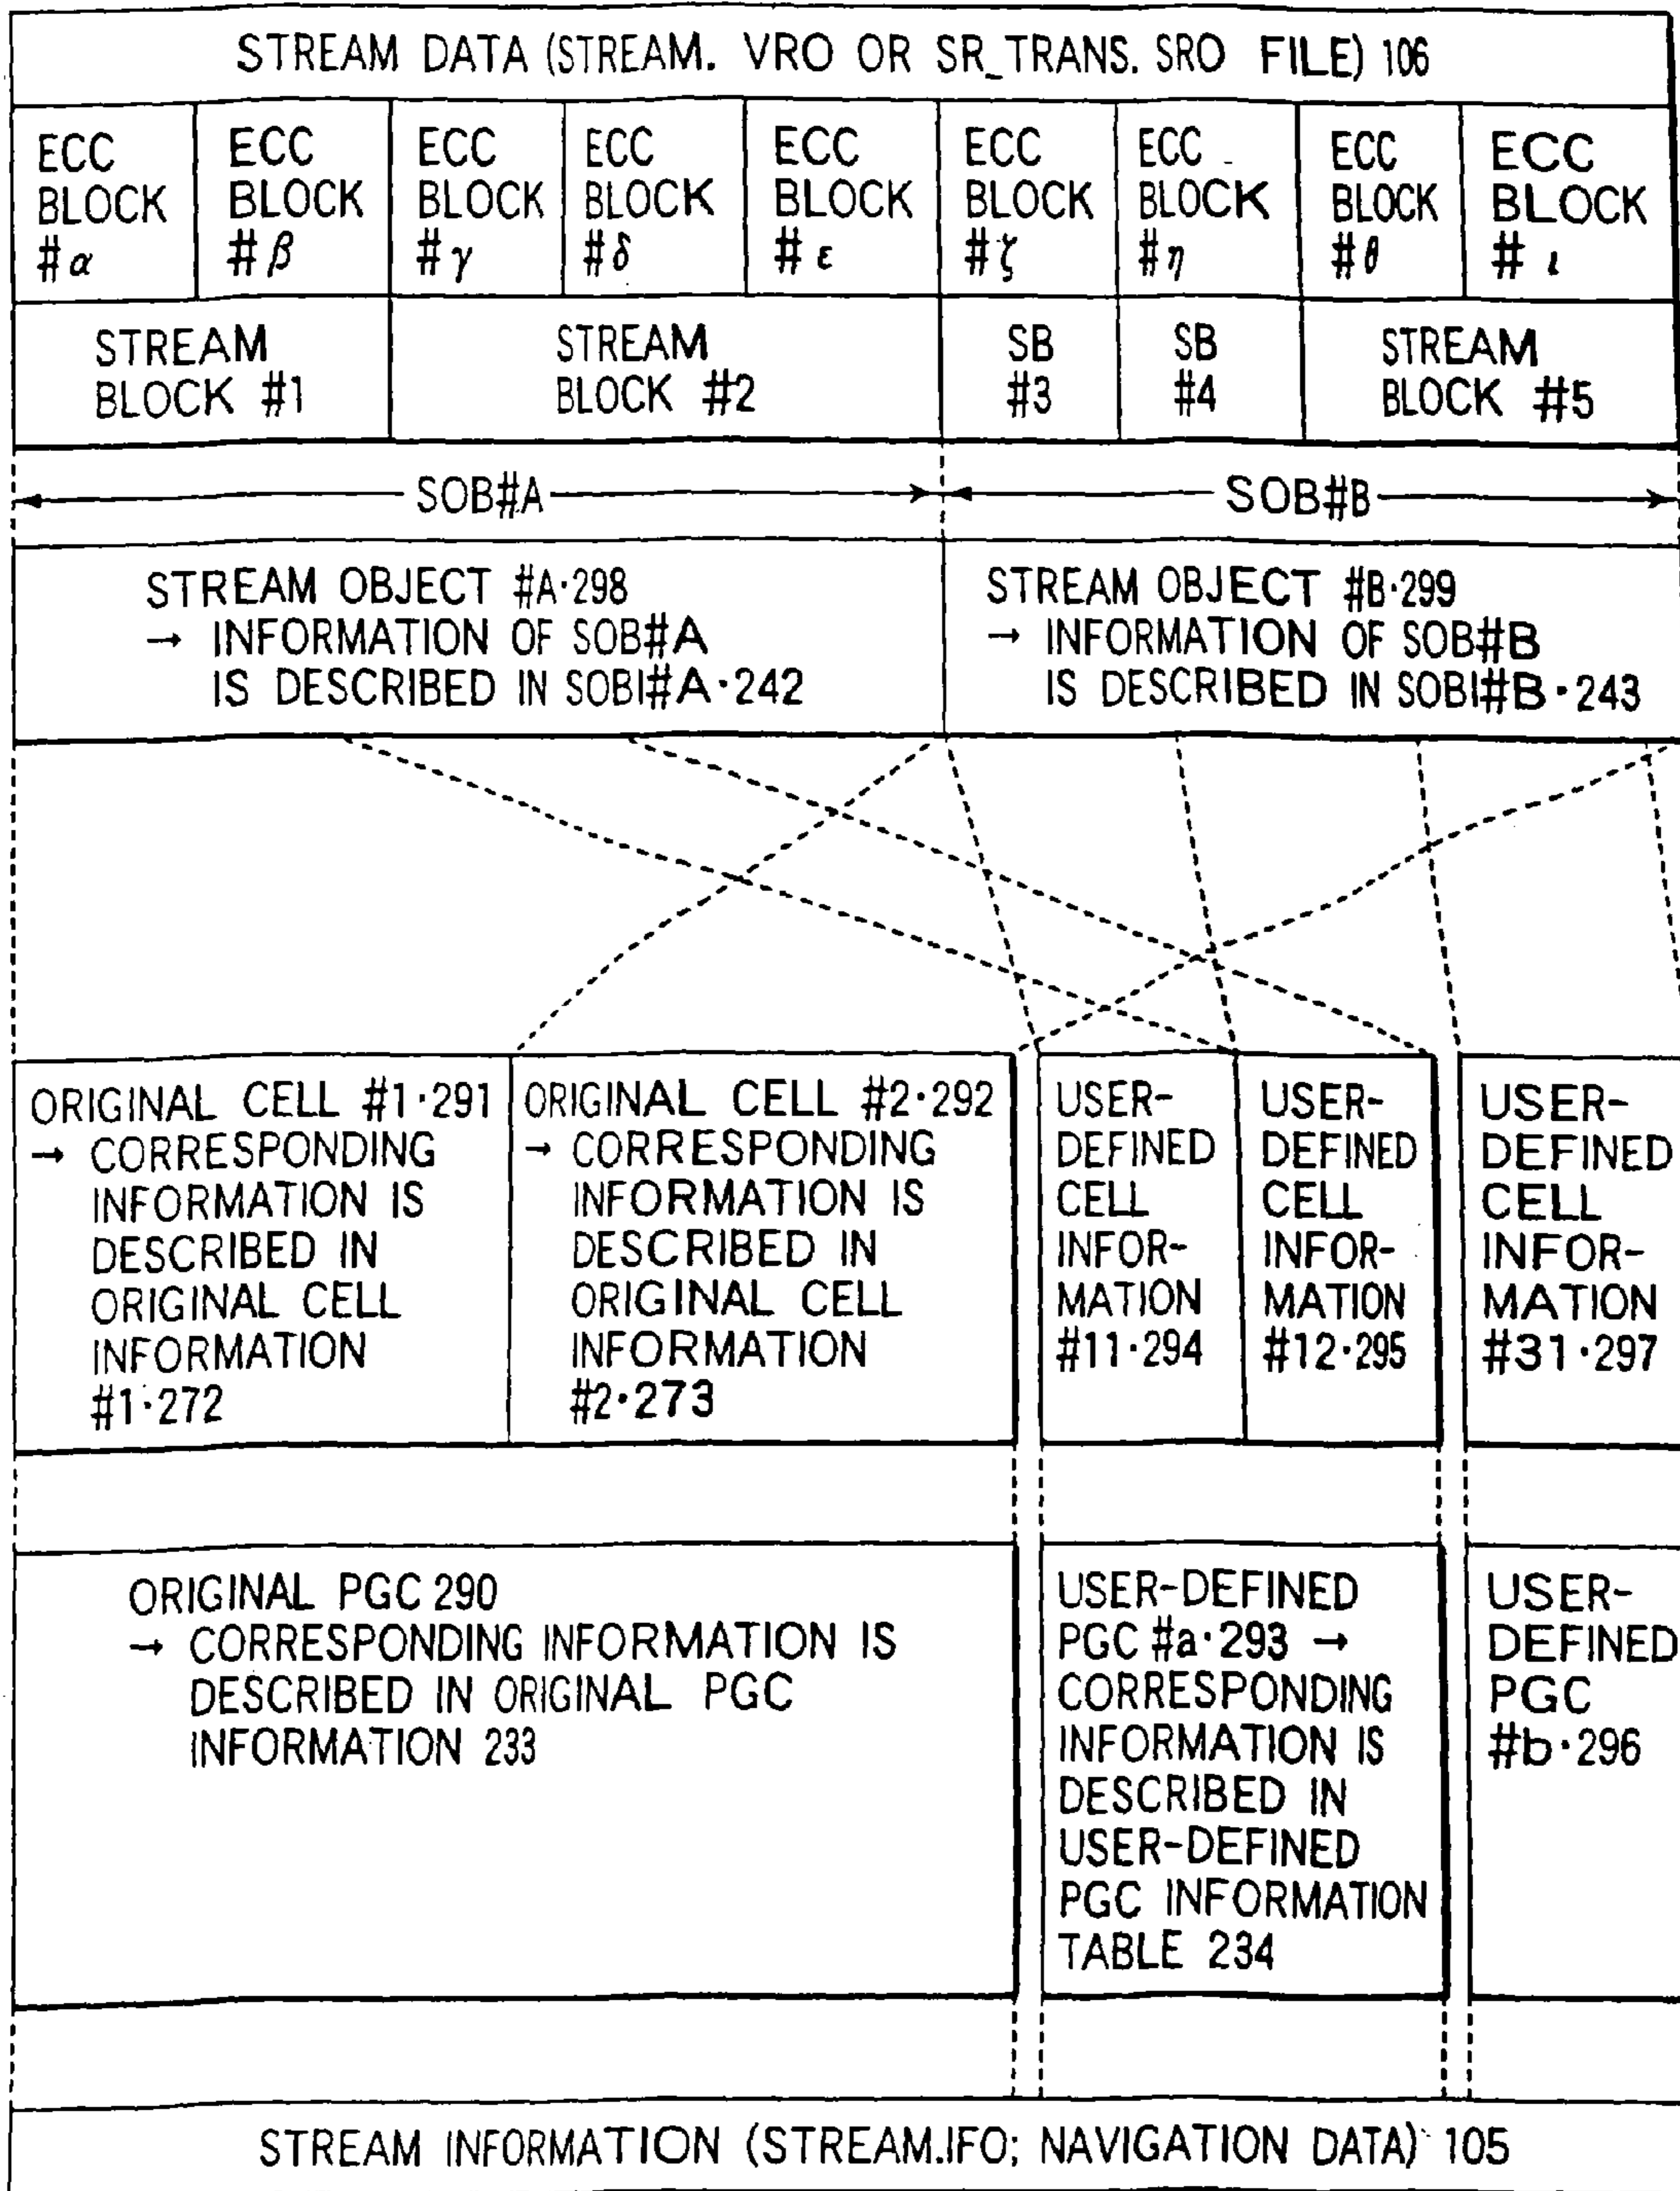 STREAM DATA (STREAM. VRO OR SR_TRANS. SRO FILE) 106
ECC
BLOCK
#α
ECC
BLOCK
#β
ECC
BLOCK
#γ
ECC
BLOCK
#δ
ECC
BLOCK
#ε
ECC
BLOCK
#ζ
ECC
BLOCK
#η
ECC
BLOCK
#θ
ECC
BLOCK
#ι
STREAM
BLOCK #1
STREAM
BLOCK #2
SB
#3
SB
#4
STREAM
BLOCK #5
SOB#A
SOB#B
STREAM OBJECT #A·298
→ INFORMATION OF SOB#A
IS DESCRIBED IN SOBI#A·242
STREAM OBJECT #B·299
→ INFORMATION OF SOB#B
IS DESCRIBED IN SOBI#B·243
ORIGINAL CELL #1·291
→ CORRESPONDING
INFORMATION IS
DESCRIBED IN
ORIGINAL CELL
INFORMATION
#1·272
ORIGINAL CELL #2·292
→ CORRESPONDING
INFORMATION IS
DESCRIBED IN
ORIGINAL CELL
INFORMATION
#2·273
USER-
DEFINED
CELL
INFOR-
MATION
#11·294
USER-
DEFINED
CELL
INFOR-
MATION
#12·295
USER-
DEFINED
CELL
INFOR-
MATION
#31·297
ORIGINAL PGC 290
→ CORRESPONDING INFORMATION IS
DESCRIBED IN ORIGINAL PGC
INFORMATION 233
USER-DEFINED
PGC #a·293 →
CORRESPONDING
INFORMATION IS
DESCRIBED IN
USER-DEFINED
PGC INFORMATION
TABLE 234
USER-
DEFINED
PGC
#b·296
STREAM INFORMATION (STREAM.IFO; NAVIGATION DATA) 105